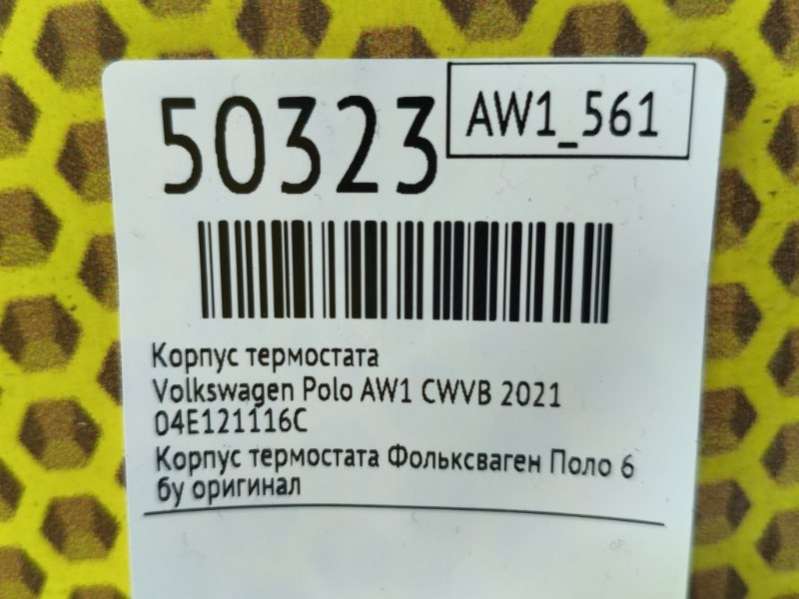 50323
AW1_561
Корпус термостата
Volkswagen Polo AW1 CWVB 2021
04E121116C
Корпус термостата Фольксваген Поло 6
бу оригинал